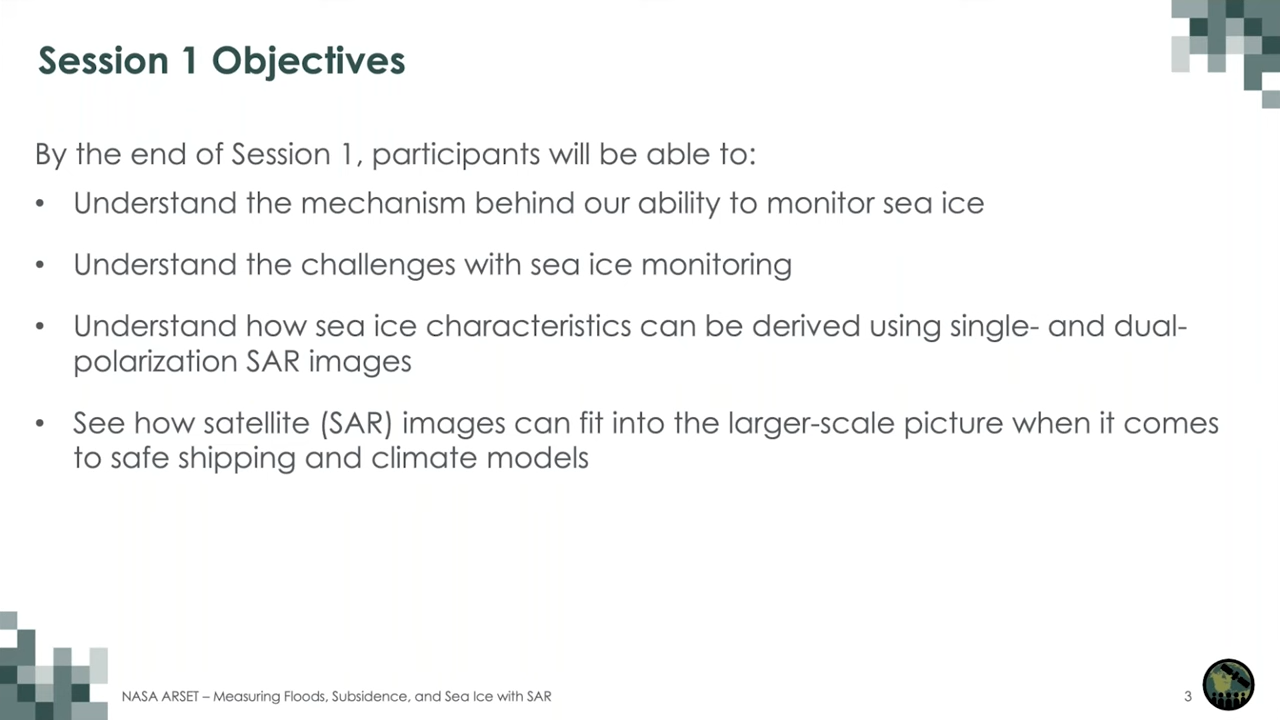 Session 1 Objectives
By the end of Session 1, participants will be able to:
• Understand the mechanism behind our ability to monitor sea ice
• Understand the challenges with sea ice monitoring
• Understand how sea ice characteristics can be derived using single- and dual-
polarization SAR images
• See how satellite (SAR) images can fit into the larger-scale picture when it comes
to safe shipping and climate models
NASA ARSET – Measuring Floods, Subsidence, and Sea Ice with SAR
3